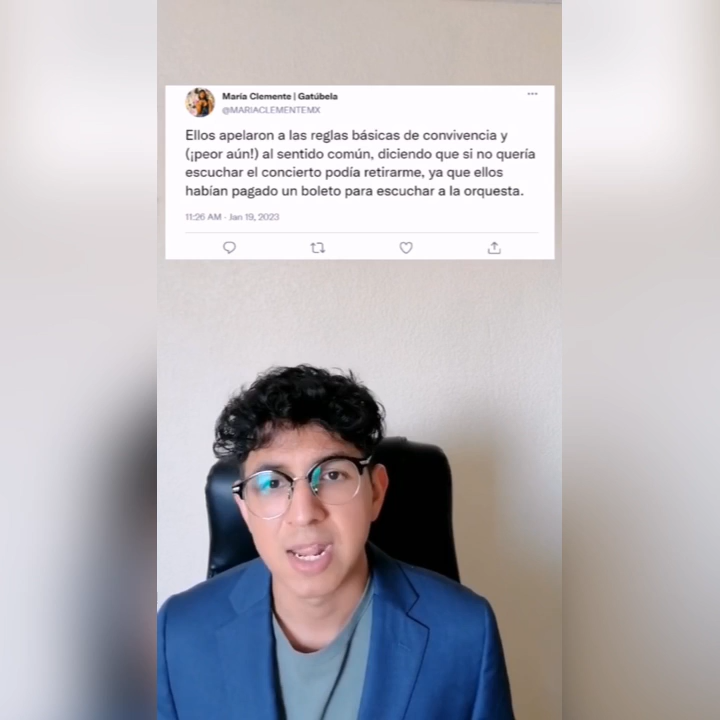 María Clemente | Gatúbela
@MARIACLEMENTEMX
Ellos apelaron a las reglas básicas de convivencia y
(¡peor aún!) al sentido común, diciendo que si no quería
escuchar el concierto podía retirarme, ya que ellos
habían pagado un boleto para escuchar a la orquesta.
11:26 AM · Jan 19, 2023